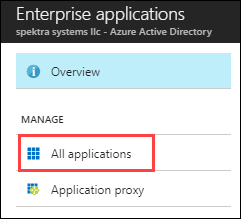 Enterprise applications
spektra systems llc - Azure Active Directory
Overview
MANAGE
All applications
Application proxy